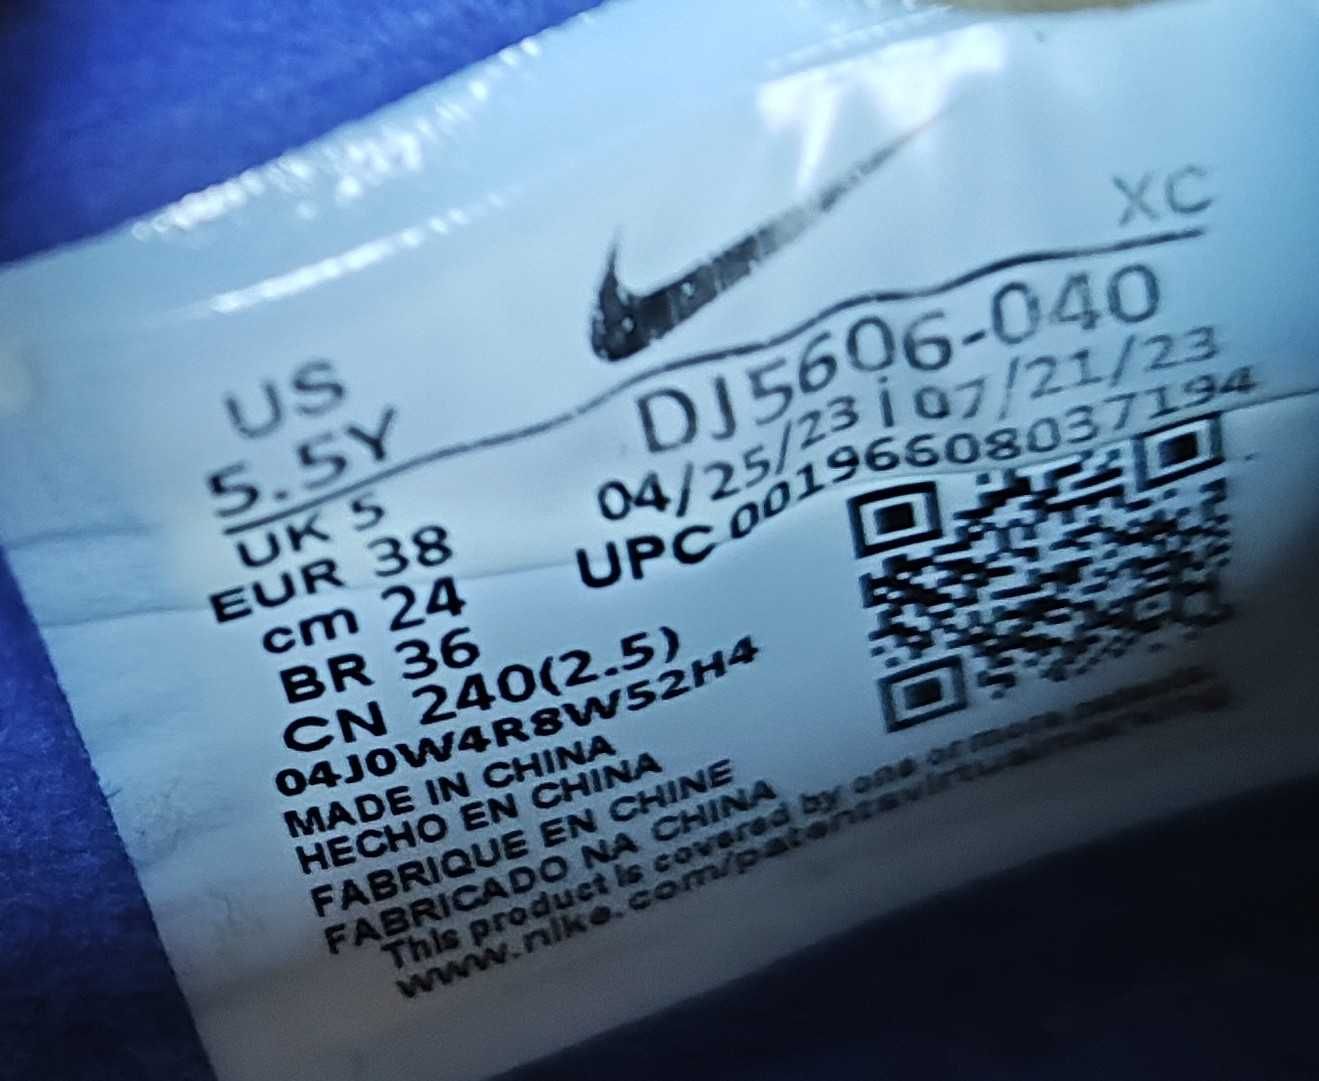 XC
US
5.5Y
DJ5606-040
04/25/23 | 07/21/23
UPC 00196608037194
UK 5
EUR 38
cm 24
BR 36
CN 240(2.5)
04J0W4R8W52H4
MADE IN CHINA
HECHO EN CHINA
FABRIQUE EN CHINE
FABRICADO NA CHINA
This product is covered by one or more patents.
www.nike.com/patentsvirtualmarking